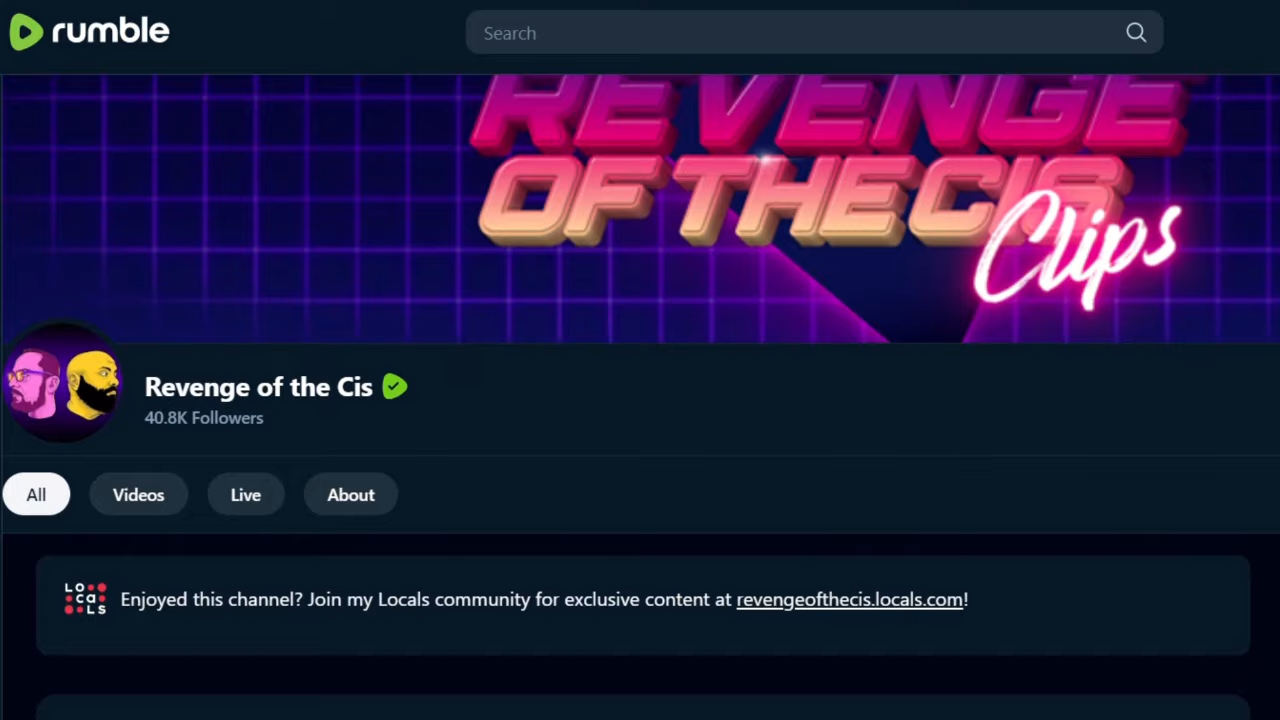 rumble
Search
REVENGE
OF THE CIS
Clips
Revenge of the Cis
40.8K Followers
All
Videos
Live
About
LOcaLS
Enjoyed this channel? Join my Locals community for exclusive content at revengeofthecis.locals.com!